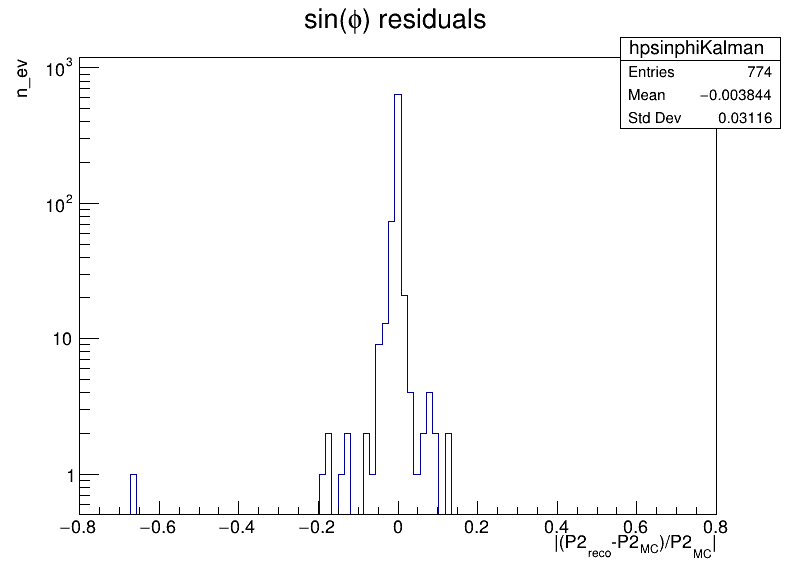 sin(ϕ) residuals
hpsinphiKalman
Entries 774
Mean −0.003844
Std Dev 0.03116
n_ev
10³
10²
10
1
−0.8 −0.6 −0.4 −0.2 0 0.2 0.4 0.6 0.8
|(P2reco-P2MC)/P2MC|